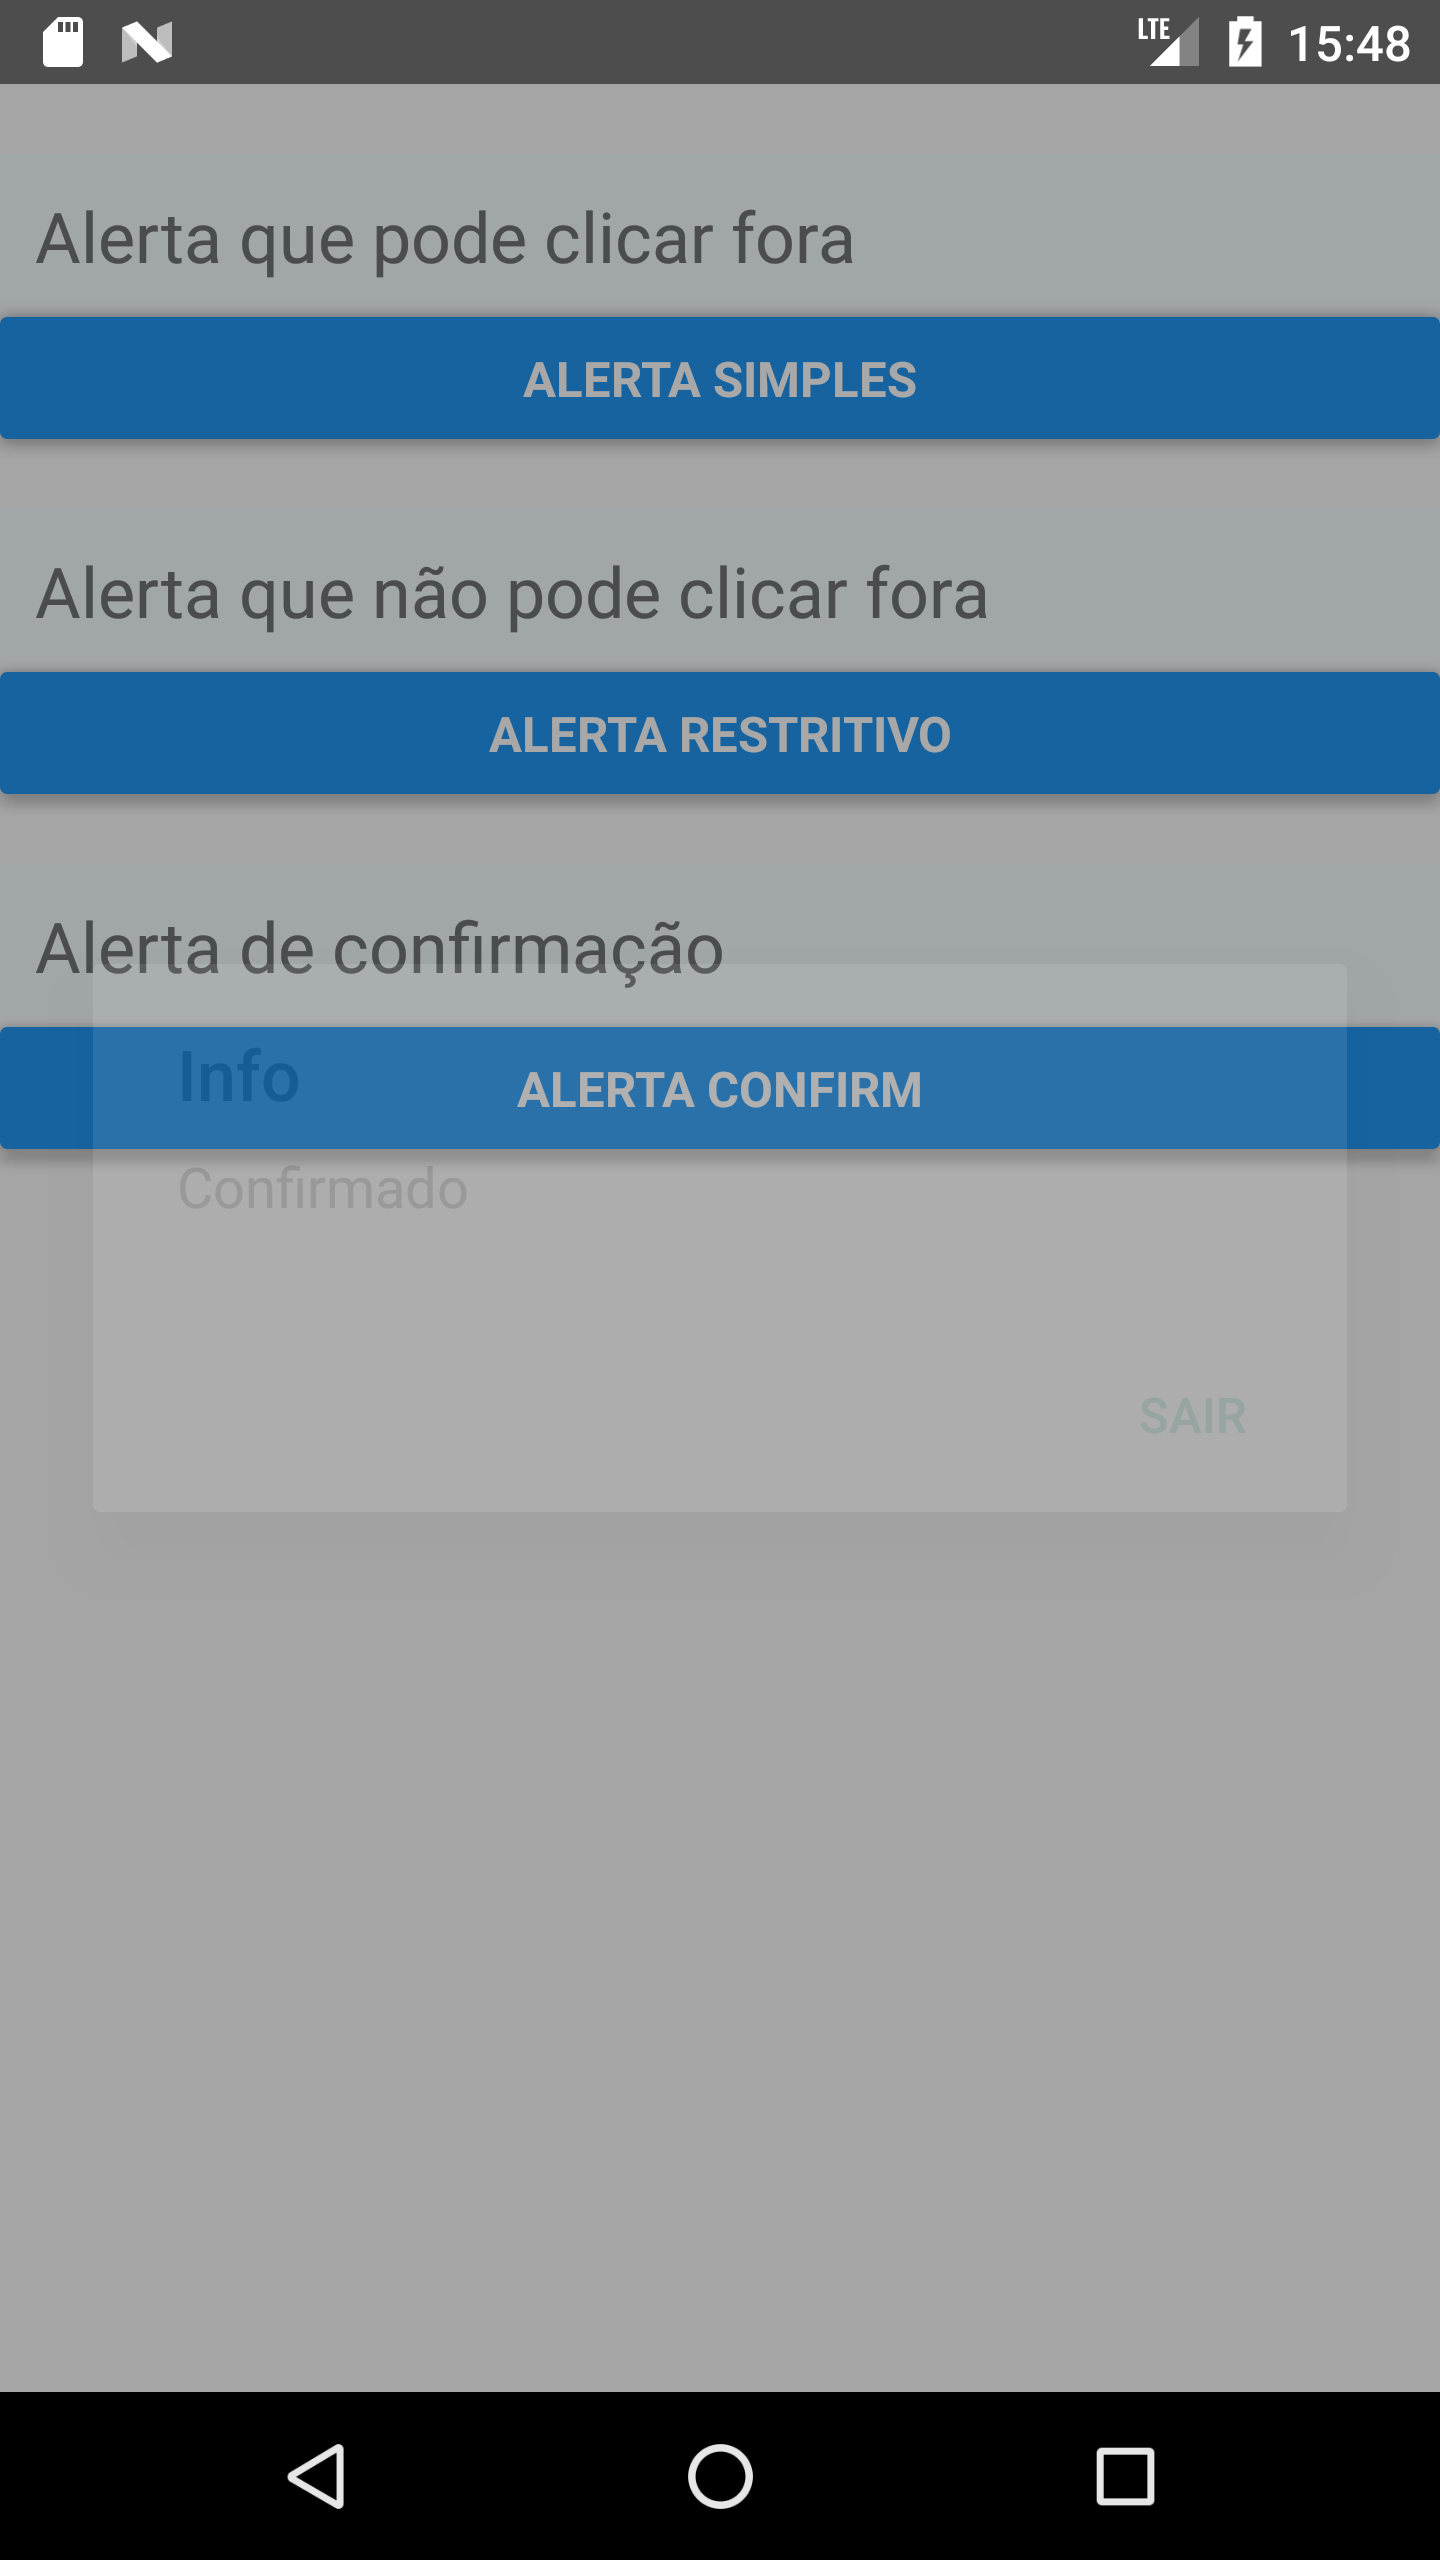 LTE 15:48
Alerta que pode clicar fora
ALERTA SIMPLES
Alerta que não pode clicar fora
ALERTA RESTRITIVO
Alerta de confirmação
Info
ALERTA CONFIRM
Confirmado
SAIR